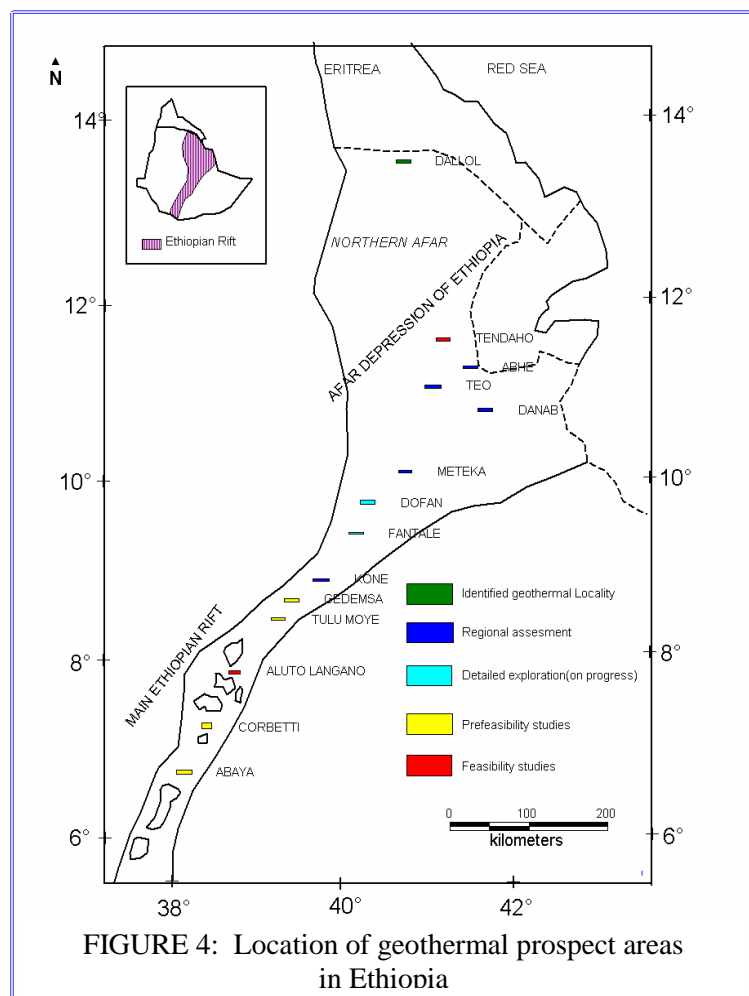 N
ERITREA
RED SEA
14°
14°
Ethiopian Rift
DALLOL
NORTHERN AFAR
AFAR DEPRESSION OF ETHIOPIA
12°
12°
TENDAHO
ABHE
TEO
DANAB
METEKA
10°
10°
DOFAN
FANTALE
KONE
GEDEMSA
TULU MOYE
MAIN ETHIOPIAN RIFT
ALUTO LANGANO
8°
8°
CORBETTI
ABAYA
6°
6°
Identified geothermal Locality
Regional assesment
Detailed exploration(on progress)
Prefeasibility studies
Feasibility studies
0 100 200
kilometers
38° 40° 42°
FIGURE 4: Location of geothermal prospect areas
in Ethiopia